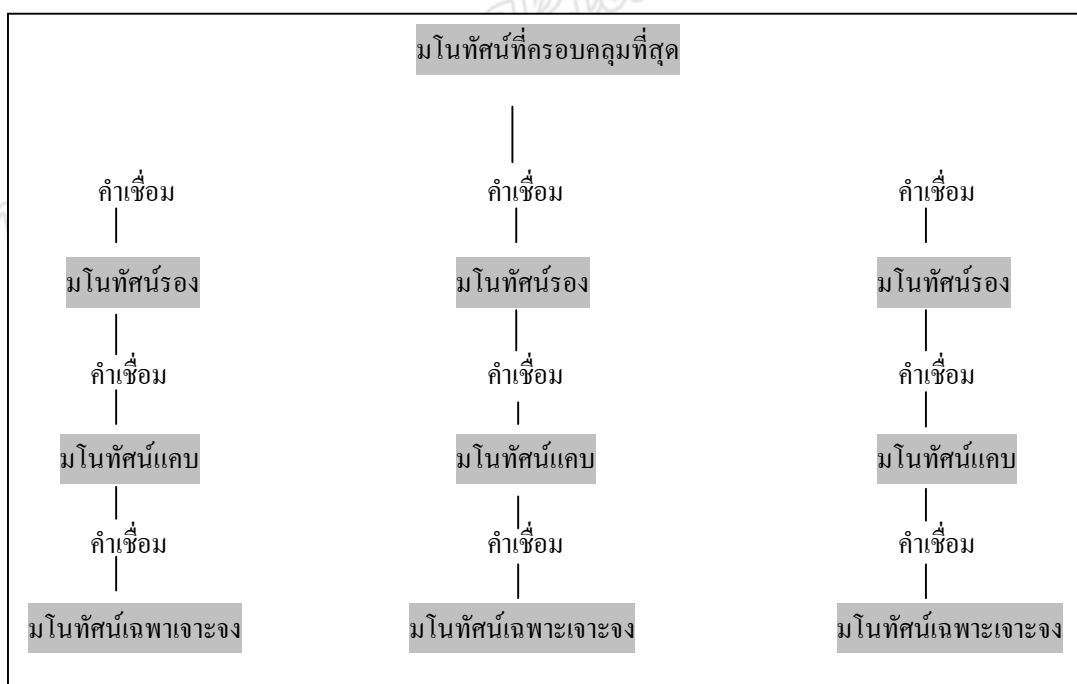 มโนทัศน์ที่ครอบคลุมที่สุด
คำเชื่อม คำเชื่อม คำเชื่อม
มโนทัศน์รอง มโนทัศน์รอง มโนทัศน์รอง
คำเชื่อม คำเชื่อม คำเชื่อม
มโนทัศน์แคบ มโนทัศน์แคบ มโนทัศน์แคบ
คำเชื่อม คำเชื่อม คำเชื่อม
มโนทัศน์เฉพาเจาะจง มโนทัศน์เฉพาะเจาะจง มโนทัศน์เฉพาะเจาะจง